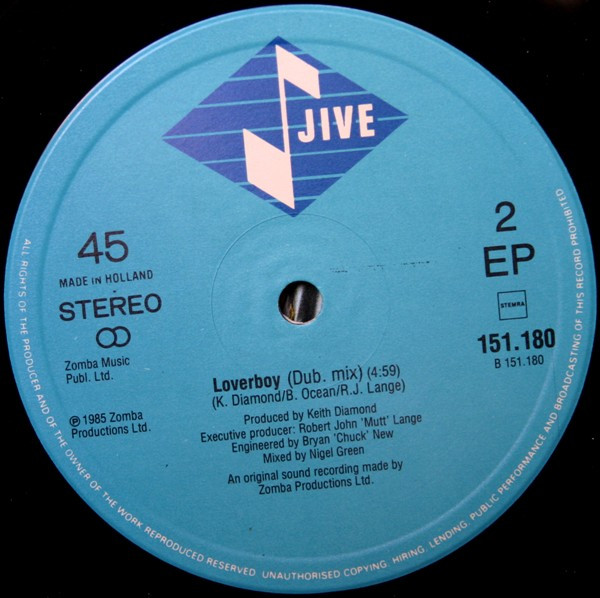 JIVE
45
MADE IN HOLLAND
STEREO
Zomba Music
Publ. Ltd.
℗ 1985 Zomba
Productions Ltd.
2
EP
STEMRA
151.180
B 151.180
Loverboy (Dub. mix) (4:59)
(K. Diamond/B. Ocean/R.J. Lange)
Produced by Keith Diamond
Executive producer: Robert John 'Mutt' Lange
Engineered by Bryan 'Chuck' New
Mixed by Nigel Green
An original sound recording made by
Zomba Productions Ltd.
ALL RIGHTS OF THE PRODUCER AND OF THE OWNER OF THE WORK REPRODUCED RESERVED UNAUTHORISED COPYING, HIRING, LENDING, PUBLIC PERFORMANCE AND BROADCASTING OF THIS RECORD PROHIBITED